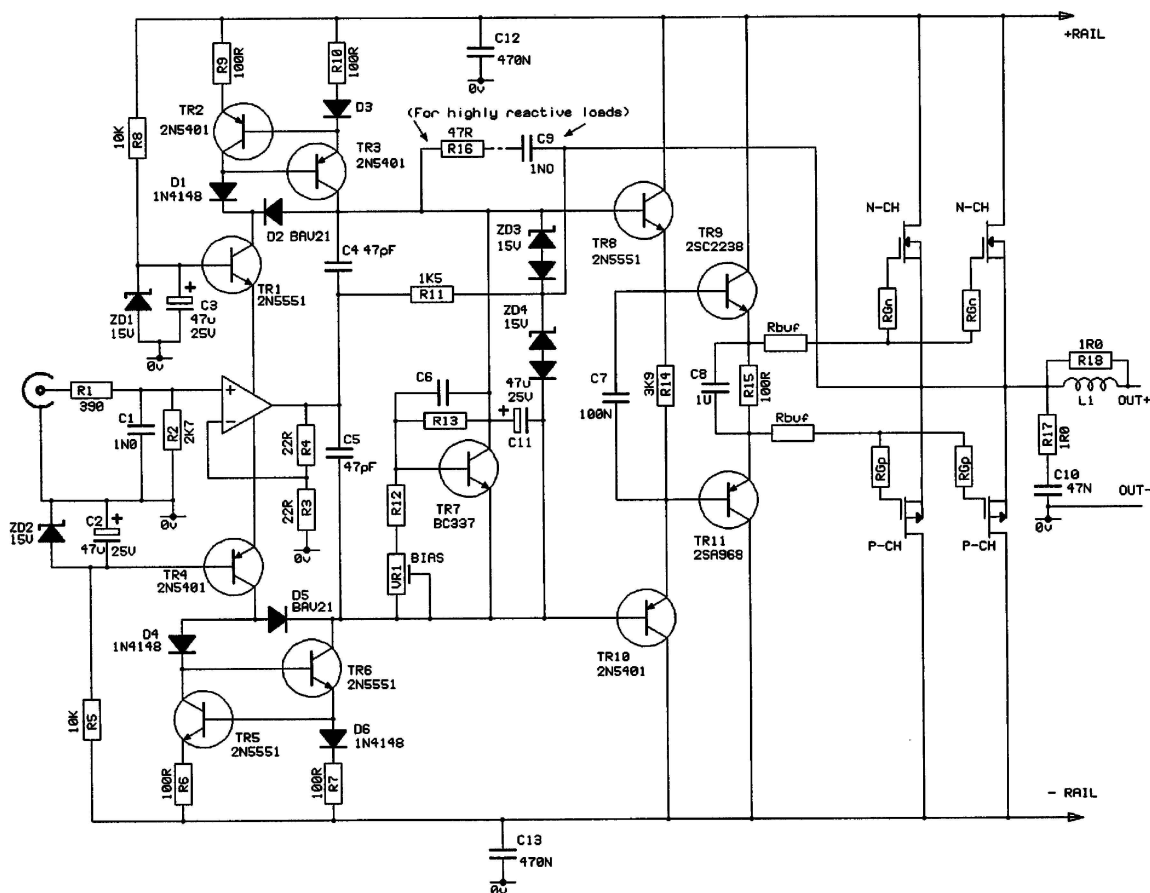 +RAIL
C12
470N
0v
R9
100R
R10
100R
TR2
2N5401
D3
(For highly reactive loads)
47R
R16
C9
1N0
10K
R8
TR3
2N5401
D1
1N4148
D2 BAV21
C4 47pF
ZD3
15V
TR8
2N5551
TR9
2SC2238
N-CH
N-CH
TR1
2N5551
ZD1
15V
C3
47u
25V
0v
1K5
R11
ZD4
15V
RGn
RGn
Rbuf
R1
390
C1
1N0
R2
2K7
0v
R4
22R
R3
22R
0v
C5
47pF
C6
R13
47u
25V
C11
C7
100N
3K9
R14
C8
1U
R15
100R
Rbuf
1R0
R18
L1
OUT+
R17
1R0
C10
47N
OUT-
0v
ZD2
15V
C2
47u
25V
TR4
2N5401
R12
TR7
BC337
VR1
BIAS
TR11
2SA968
RGp
RGp
P-CH
P-CH
D5
BAV21
D4
1N4148
TR6
2N5551
TR10
2N5401
10K
R5
TR5
2N5551
D6
1N4148
100R
R6
100R
R7
- RAIL
C13
470N
0v